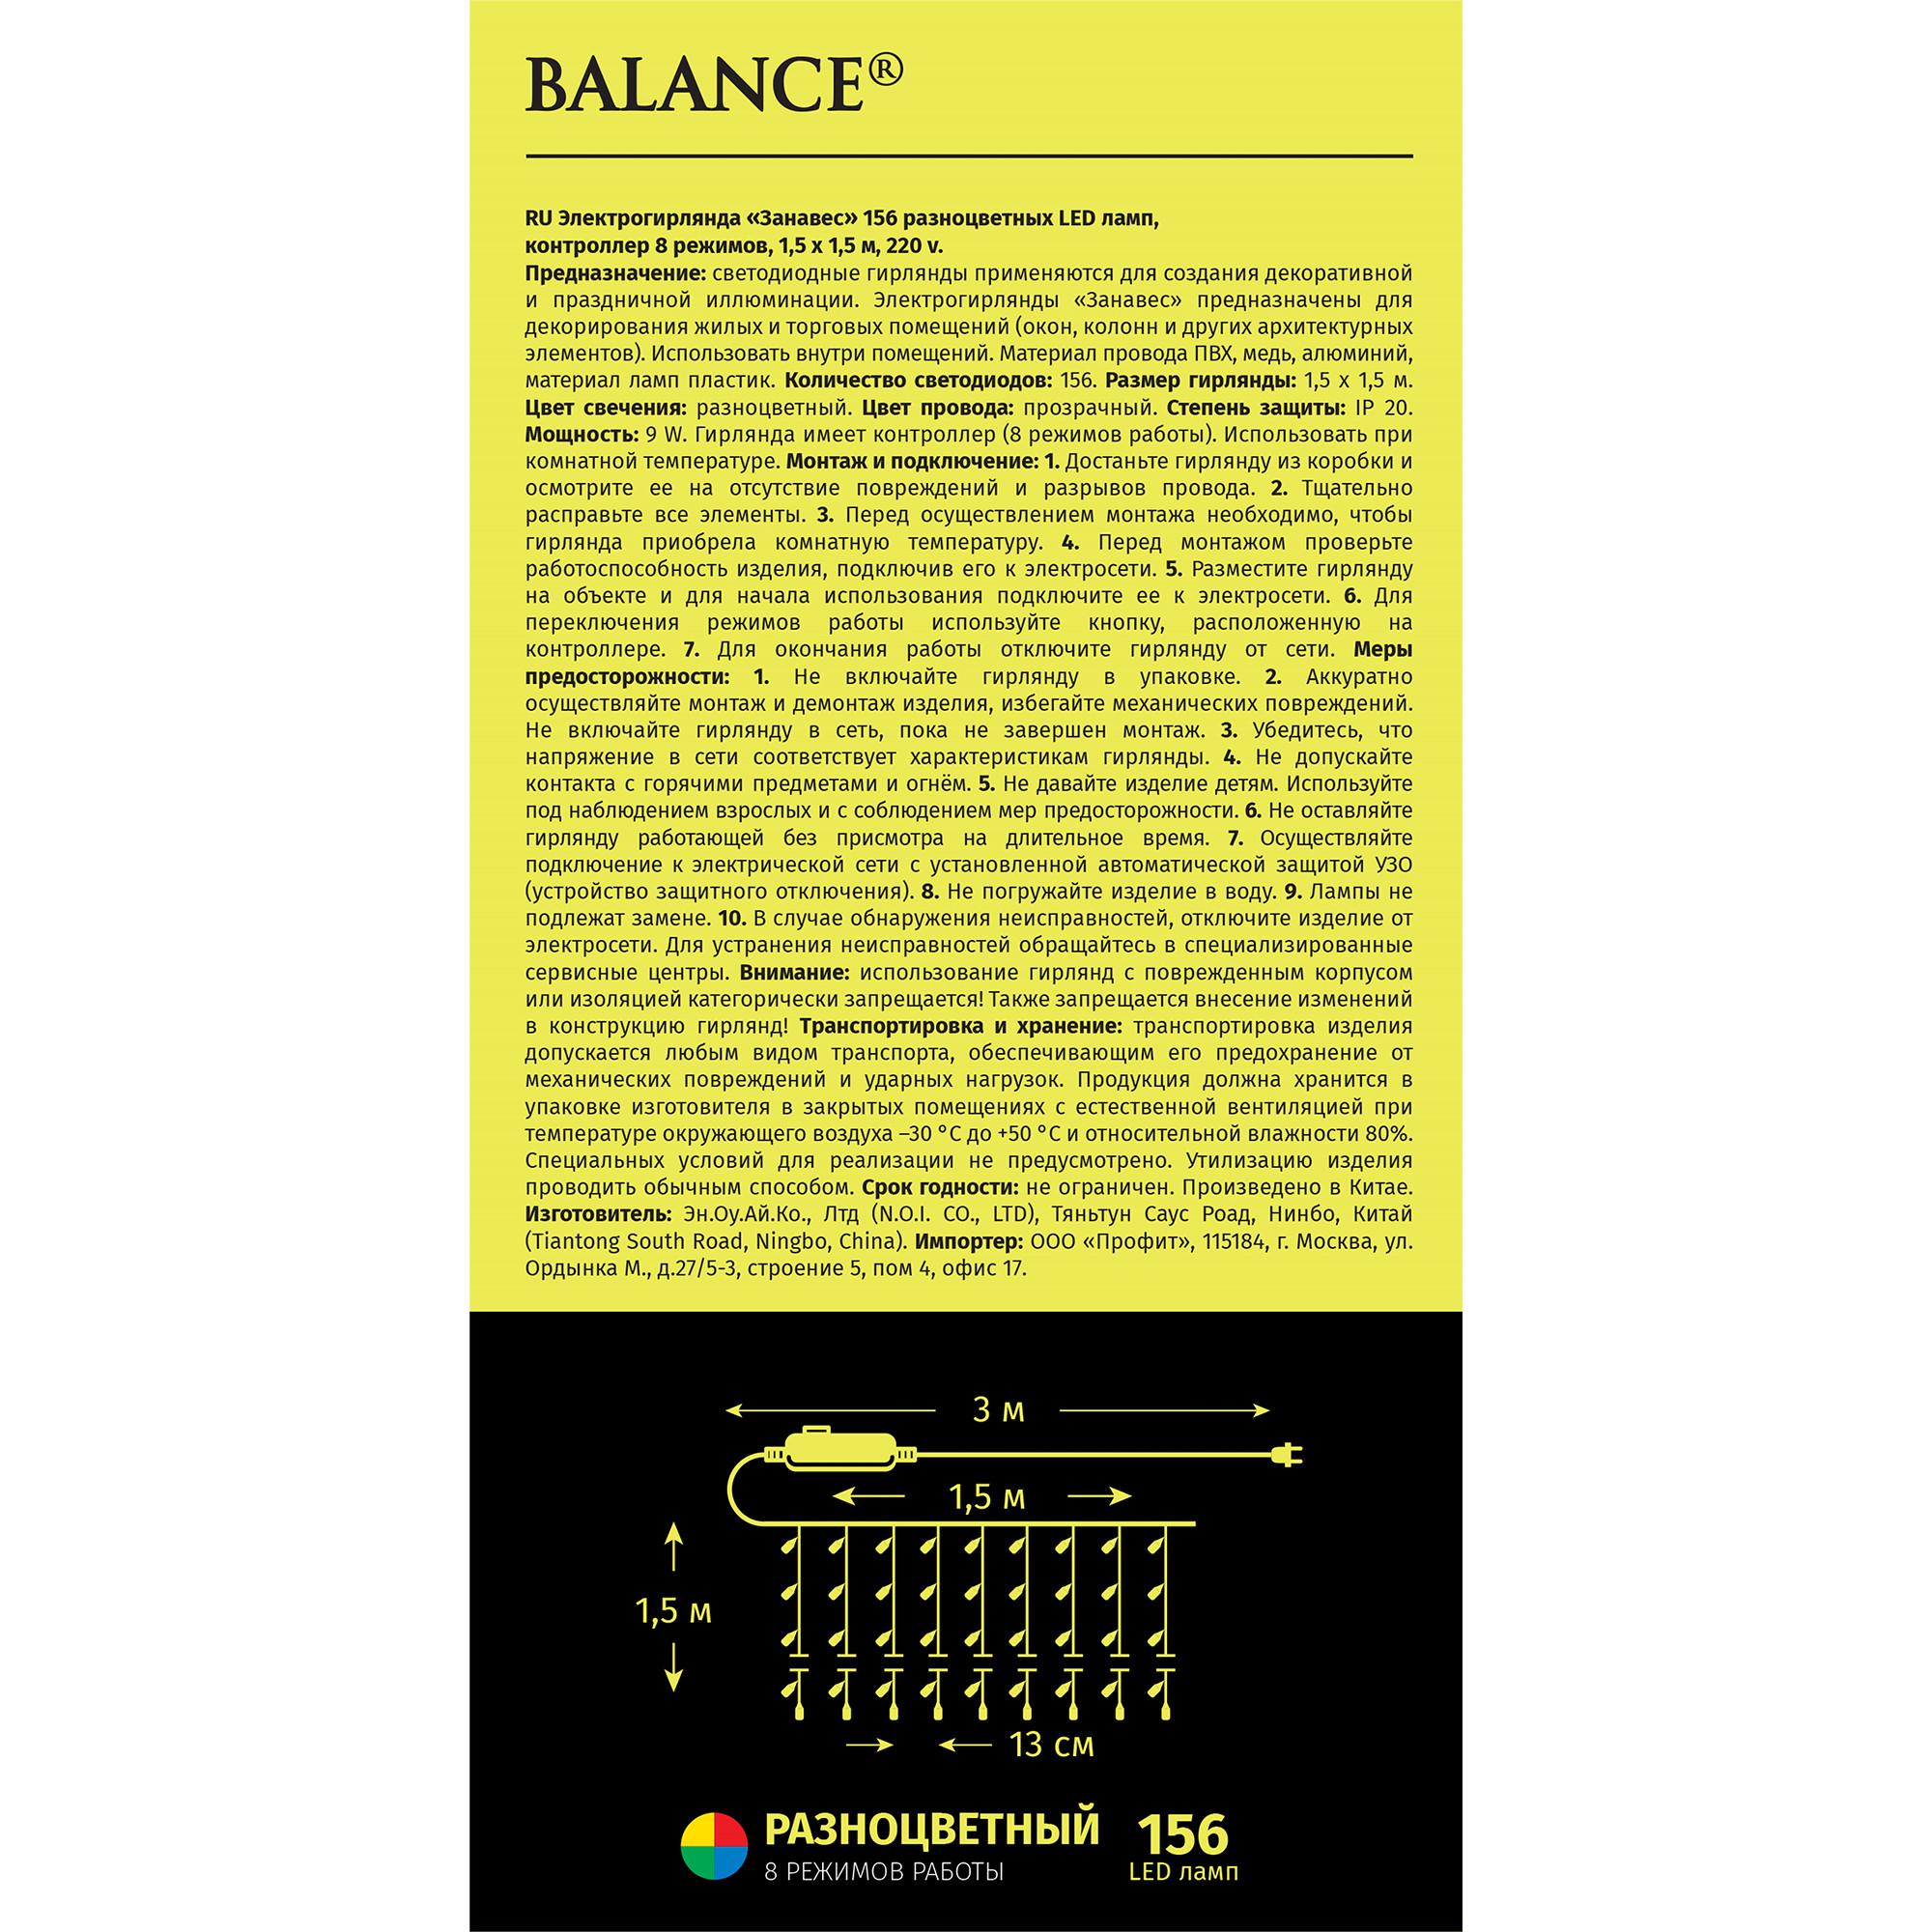 BALANCE®
RU Электрогирлянда «Занавес» 156 разноцветных LED ламп,
контроллер 8 режимов, 1,5 х 1,5 м, 220 v.
Предназначение: светодиодные гирлянды применяются для создания декоративной
и праздничной иллюминации. Электрогирлянды «Занавес» предназначены для
декорирования жилых и торговых помещений (окон, колонн и других архитектурных
элементов). Использовать внутри помещений. Материал провода ПВХ, медь, алюминий,
материал ламп пластик. Количество светодиодов: 156. Размер гирлянды: 1,5 х 1,5 м.
Цвет свечения: разноцветный. Цвет провода: прозрачный. Степень защиты: IP 20.
Мощность: 9 W. Гирлянда имеет контроллер (8 режимов работы). Использовать при
комнатной температуре. Монтаж и подключение: 1. Достаньте гирлянду из коробки и
осмотрите ее на отсутствие повреждений и разрывов провода. 2. Тщательно
расправьте все элементы. 3. Перед осуществлением монтажа необходимо, чтобы
гирлянда приобрела комнатную температуру. 4. Перед монтажом проверьте
работоспособность изделия, подключив его к электросети. 5. Разместите гирлянду
на объекте и для начала использования подключите ее к электросети. 6. Для
переключения режимов работы используйте кнопку, расположенную на
контроллере. 7. Для окончания работы отключите гирлянду от сети. Меры
предосторожности: 1. Не включайте гирлянду в упаковке. 2. Аккуратно
осуществляйте монтаж и демонтаж изделия, избегайте механических повреждений.
Не включайте гирлянду в сеть, пока не завершен монтаж. 3. Убедитесь, что
напряжение в сети соответствует характеристикам гирлянды. 4. Не допускайте
контакта с горячими предметами и огнём. 5. Не давайте изделие детям. Используйте
под наблюдением взрослых и с соблюдением мер предосторожности. 6. Не оставляйте
гирлянду работающей без присмотра на длительное время. 7. Осуществляйте
подключение к электрической сети с установленной автоматической защитой УЗО
(устройство защитного отключения). 8. Не погружайте изделие в воду. 9. Лампы не
подлежат замене. 10. В случае обнаружения неисправностей, отключите изделие от
электросети. Для устранения неисправностей обращайтесь в специализированные
сервисные центры. Внимание: использование гирлянд с поврежденным корпусом
или изоляцией категорически запрещается! Также запрещается внесение изменений
в конструкцию гирлянд! Транспортировка и хранение: транспортировка изделия
допускается любым видом транспорта, обеспечивающим его предохранение от
механических повреждений и ударных нагрузок. Продукция должна хранится в
упаковке изготовителя в закрытых помещениях с естественной вентиляцией при
температуре окружающего воздуха –30 °C до +50 °C и относительной влажности 80%.
Специальных условий для реализации не предусмотрено. Утилизацию изделия
проводить обычным способом. Срок годности: не ограничен. Произведено в Китае.
Изготовитель: Эн.Оу.Ай.Ко., Лтд (N.O.I. CO., LTD), Тяньтун Саус Роад, Нинбо, Китай
(Tiantong South Road, Ningbo, China). Импортер: ООО «Профит», 115184, г. Москва, ул.
Ордынка М., д.27/5-3, строение 5, пом 4, офис 17.
3 м
1,5 м
1,5 м
13 см
РАЗНОЦВЕТНЫЙ 156
8 РЕЖИМОВ РАБОТЫ LED ламп